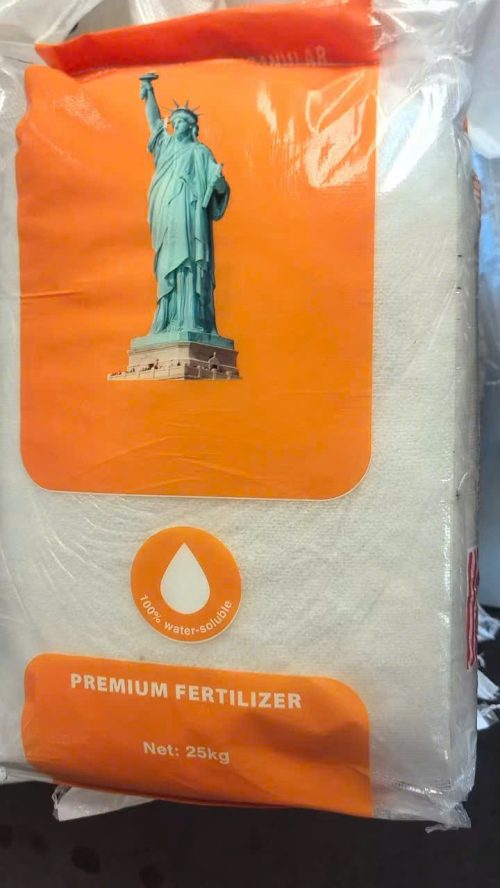 100% water-soluble
PREMIUM FERTILIZER
Net: 25kg